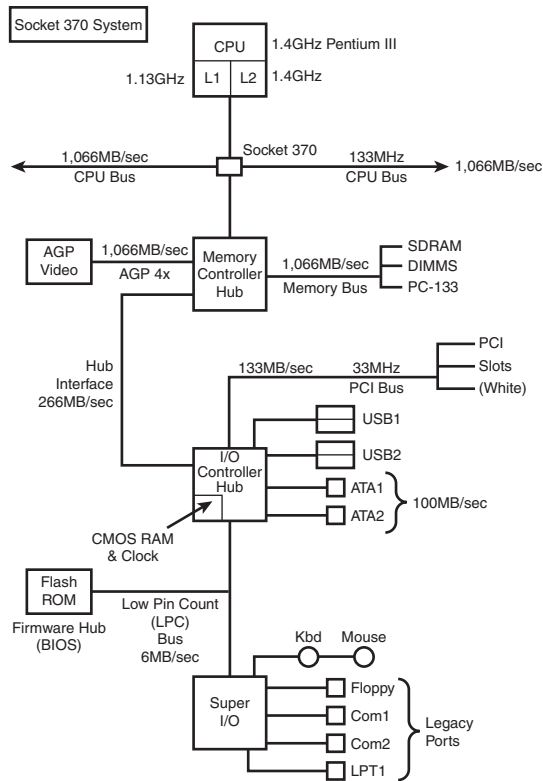 Socket 370 System
CPU
1.4GHz Pentium III
1.13GHz
L1
L2
1.4GHz
1,066MB/sec
CPU Bus
Socket 370
133MHz
CPU Bus
1,066MB/sec
AGP
Video
1,066MB/sec
AGP 4x
Memory
Controller
Hub
1,066MB/sec
Memory Bus
SDRAM
DIMMS
PC-133
Hub
Interface
266MB/sec
133MB/sec
33MHz
PCI Bus
PCI
Slots
(White)
USB1
USB2
I/O
Controller
Hub
ATA1
ATA2
100MB/sec
CMOS RAM
& Clock
Flash
ROM
Firmware Hub
(BIOS)
Low Pin Count
(LPC)
Bus
6MB/sec
Kbd
Mouse
Super
I/O
Floppy
Com1
Com2
LPT1
Legacy
Ports